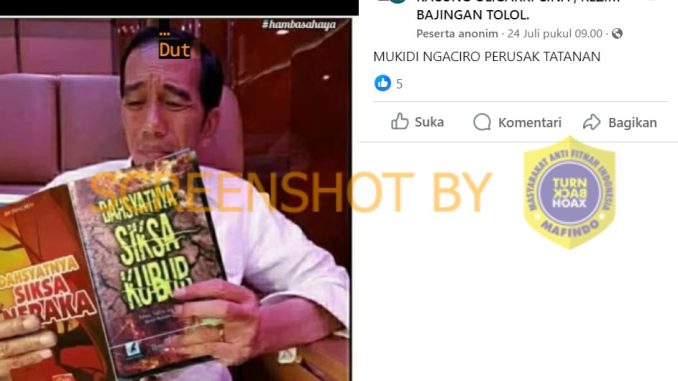 #hambasahaya
...
Dut
DAHSYATNYA
SIKSA
KUBUR
DAHSYATNYA
SIKSA
NERAKA
BAJINGAN TOLOL.
Peserta anonim · 24 Juli pukul 09.00 ·
MUKIDI NGACIRO PERUSAK TATANAN
5
Suka
Komentari
Bagikan
SCREENSHOT BY
MASYARAKAT ANTI FITNAH INDONESIA
TURN
BACK
HOAX
MAFINDO